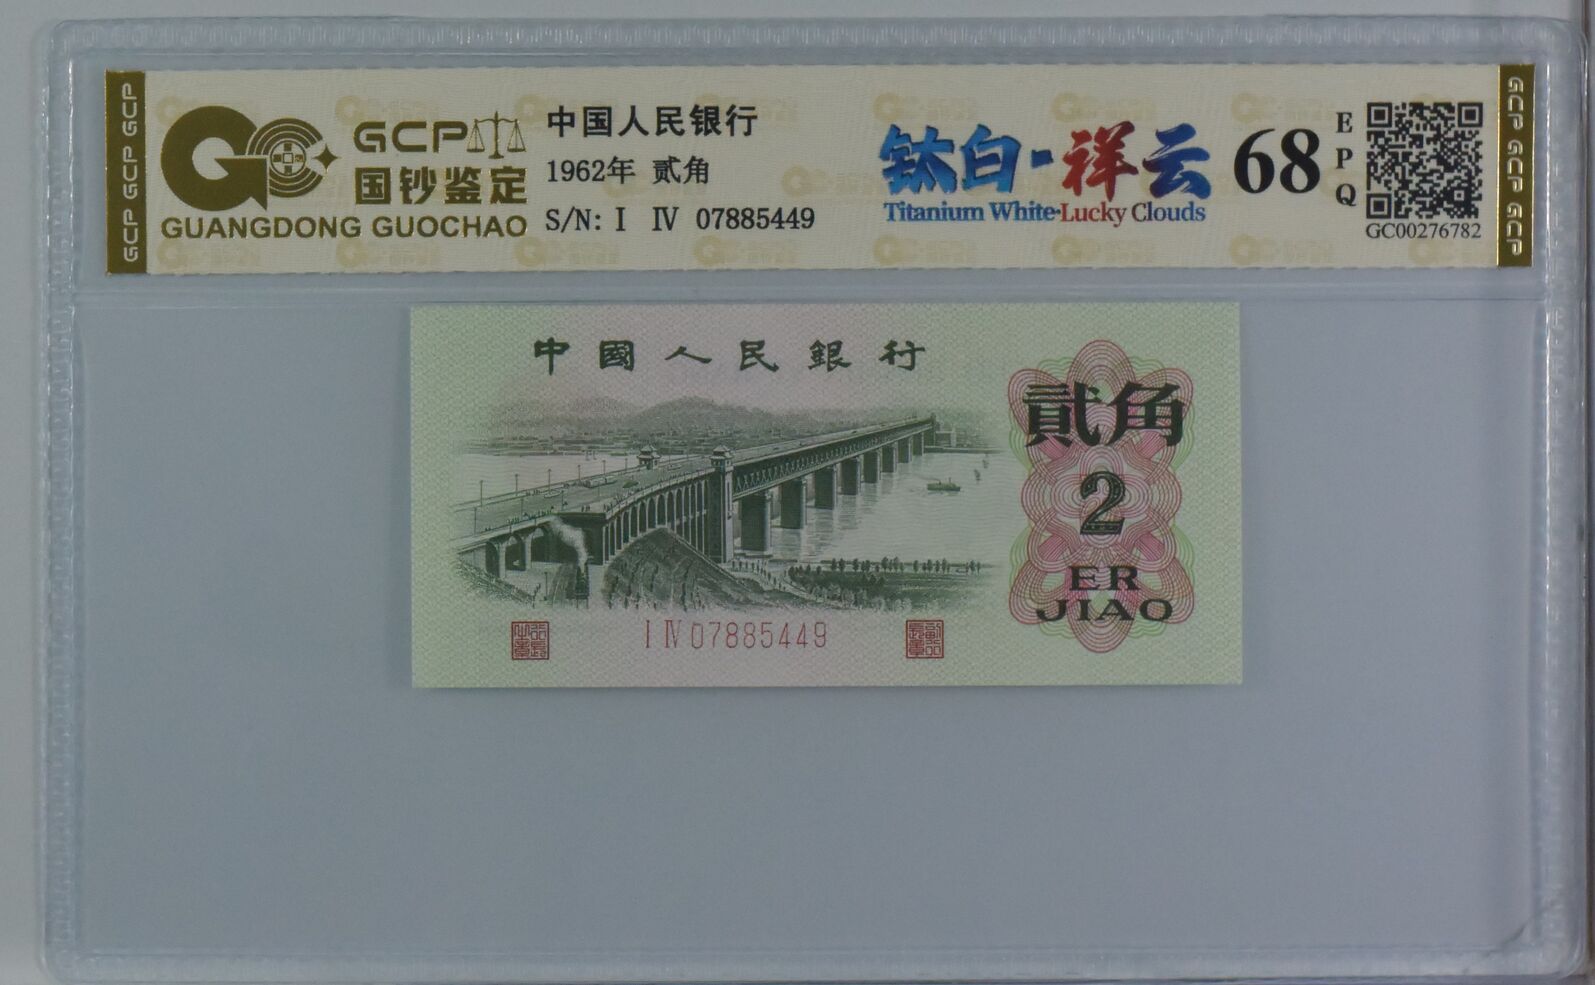 GCP GCP GCP
GCP
国钞鉴定
GUANGDONG GUOCHAO
中国人民银行
1962年 贰角
S/N: I IV 07885449
钛白·祥云
Titanium White·Lucky Clouds
68
EPQ
GC00276782
GCP GCP GCP
中國人民銀行
貳角
2
ER
JIAO
I IV 07885449